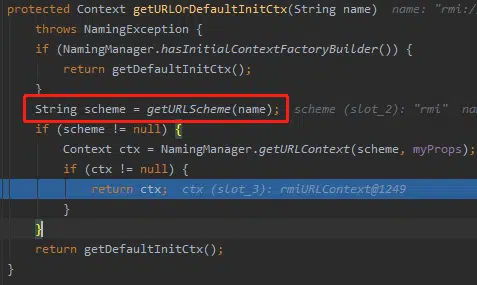 protected Context getURLOrDefaultInitCtx(String name) name: "rmi:/
throws NamingException {
if (NamingManager.hasInitialContextFactoryBuilder()) {
return getDefaultInitCtx();
}
String scheme = getURLScheme(name); scheme (slot_2): "rmi" na
if (scheme != null) {
Context ctx = NamingManager.getURLContext(scheme, myProps);
if (ctx != null) {
return ctx; ctx (slot_3): rmiURLContext@1249
}
}
return getDefaultInitCtx();
}